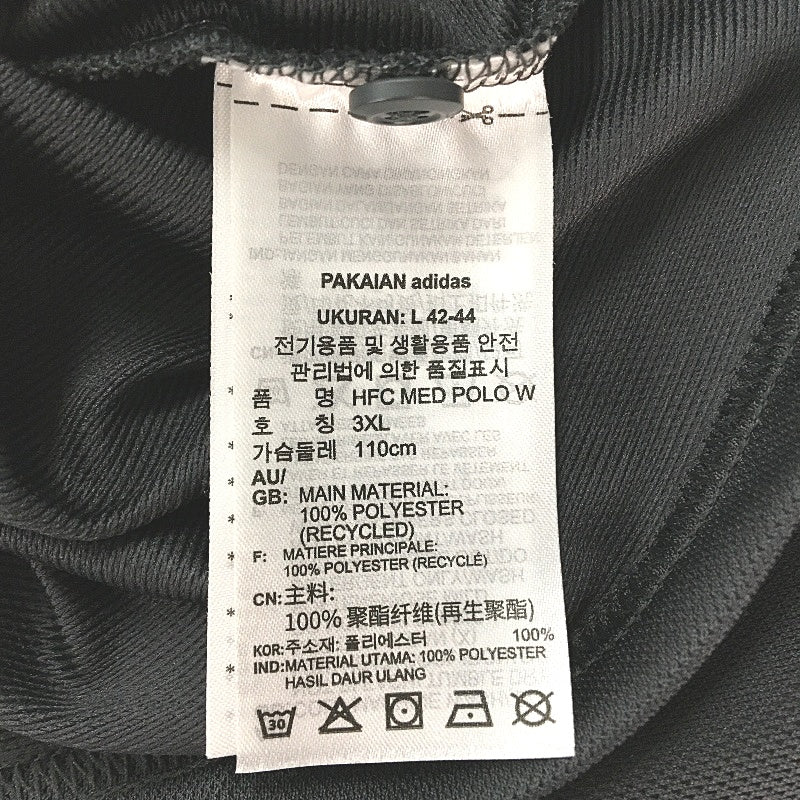 PAKAIAN adidas
UKURAN: L 42-44
전기용품 및 생활용품 안전
관리법에 의한 품질표시
품 명 HFC MED POLO W
호 칭 3XL
가슴둘레 110cm
AU/
GB: MAIN MATERIAL:
100% POLYESTER
(RECYCLED)
F: MATIERE PRINCIPALE:
100% POLYESTER (RECYCLÉ)
CN:主料:
100% 聚酯纤维(再生聚酯)
KOR:주소재: 폴리에스터 100%
IND:MATERIAL UTAMA: 100% POLYESTER
HASIL DAUR ULANG
30